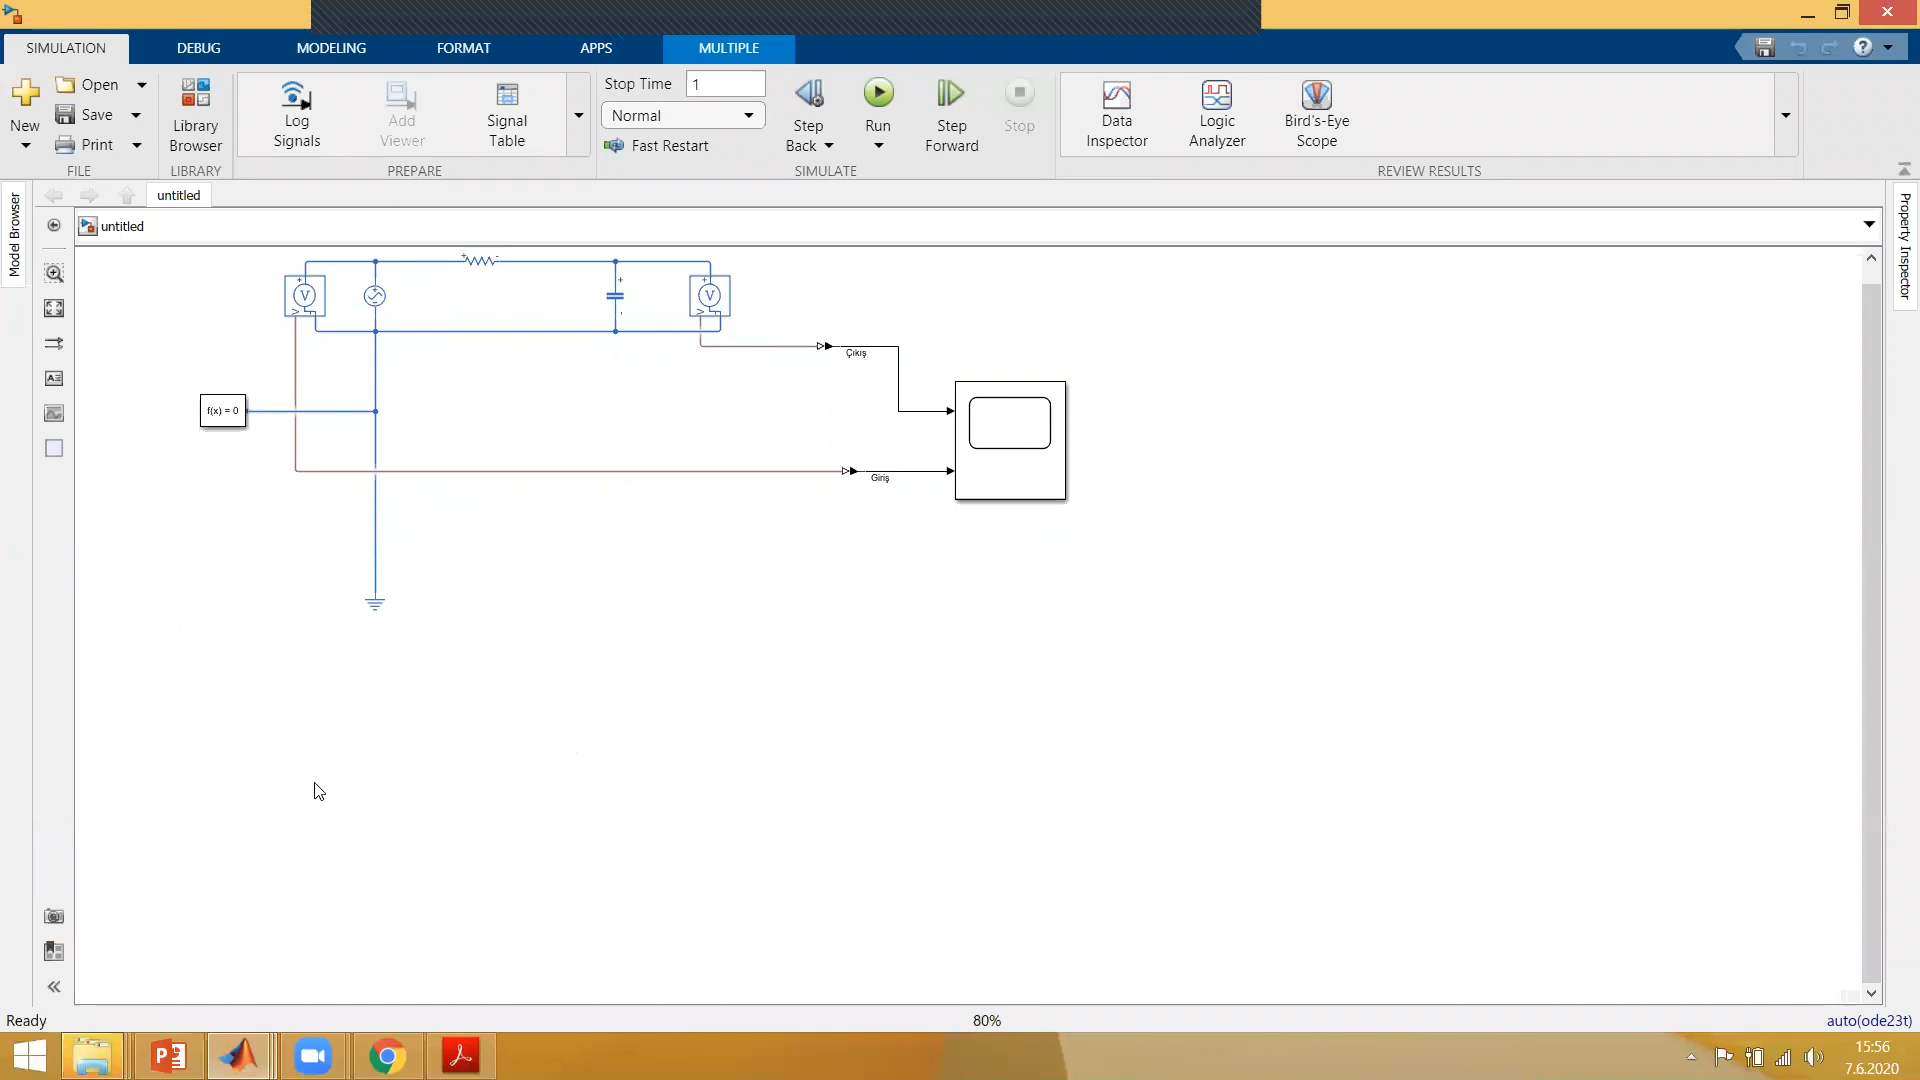 SIMULATION DEBUG MODELING FORMAT APPS MULTIPLE
New
Open
Save
Print
FILE
Library
Browser
LIBRARY
Log
Signals
Add
Viewer
Signal
Table
PREPARE
Stop Time 1
Normal
Fast Restart
Step
Back
Run
Step
Forward
Stop
SIMULATE
Data
Inspector
Logic
Analyzer
Bird's-Eye
Scope
REVIEW RESULTS
Model Browser
untitled
untitled
Property Inspector
V
V
Çıkış
f(x) = 0
Giriş
Ready
80%
auto(ode23t)
15:56
7.6.2020